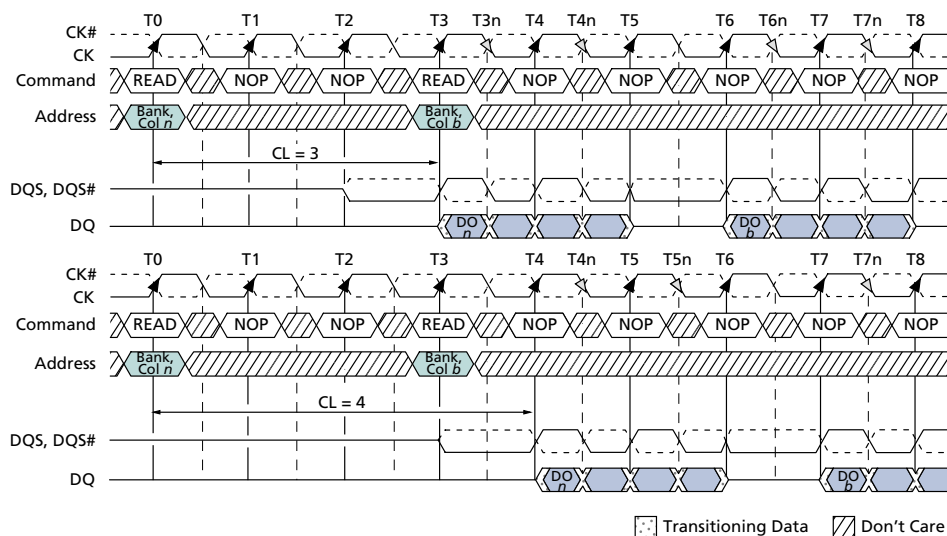 T0 T1 T2 T3 T3n T4 T4n T5 T6 T6n T7 T7n T8
CK#
CK
Command READ NOP NOP READ NOP NOP NOP NOP NOP
Address Bank, Col n Bank, Col b
CL = 3
DQS, DQS#
DQ DO n DO b
T0 T1 T2 T3 T4 T4n T5 T5n T6 T7 T7n T8
CK#
CK
Command READ NOP NOP READ NOP NOP NOP NOP NOP
Address Bank, Col n Bank, Col b
CL = 4
DQS, DQS#
DQ DO n DO b
Transitioning Data Don't Care